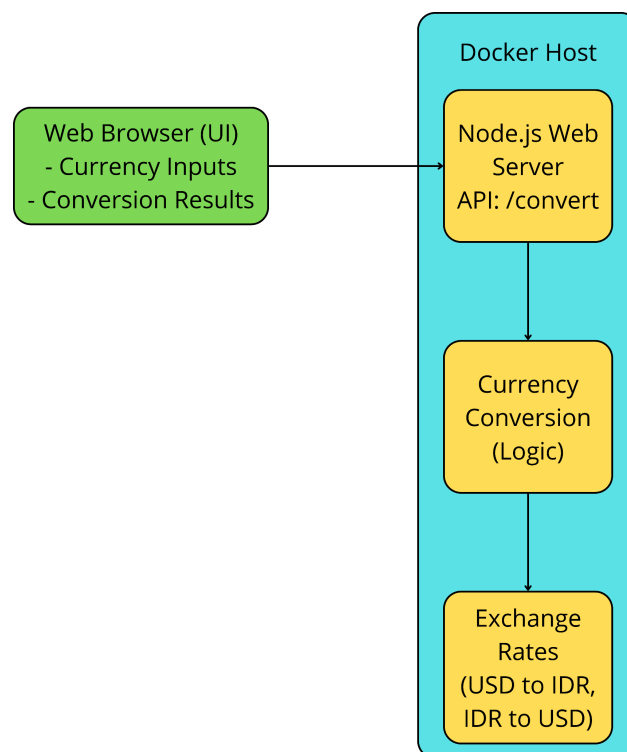 Docker Host
Web Browser (UI)
- Currency Inputs
- Conversion Results
Node.js Web
Server
API: /convert
Currency
Conversion
(Logic)
Exchange
Rates
(USD to IDR,
IDR to USD)